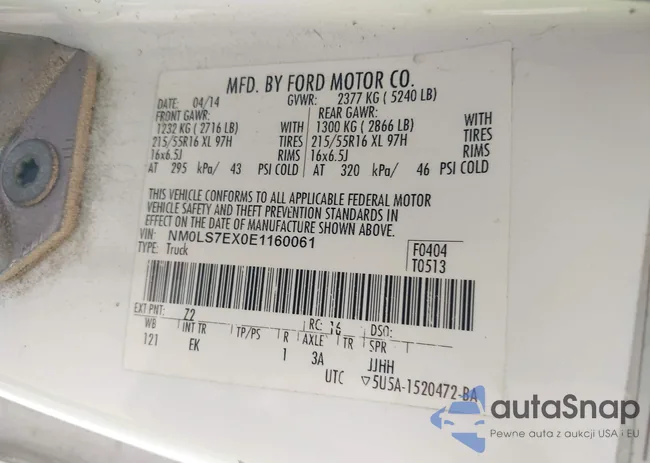 MFD. BY FORD MOTOR CO.
DATE: 04/14 GVWR: 2377 KG ( 5240 LB)
FRONT GAWR: REAR GAWR:
1232 KG ( 2716 LB) WITH 1300 KG ( 2866 LB) WITH
215/55R16 XL 97H TIRES 215/55R16 XL 97H TIRES
16x6.5J RIMS 16x6.5J RIMS
AT 295 kPa/ 43 PSI COLD AT 320 kPa/ 46 PSI COLD
THIS VEHICLE CONFORMS TO ALL APPLICABLE FEDERAL MOTOR
VEHICLE SAFETY AND THEFT PREVENTION STANDARDS IN
EFFECT ON THE DATE OF MANUFACTURE SHOWN ABOVE.
VIN: NM0LS7EX0E1160061 F0404
TYPE: Truck T0513
EXT PNT: Z2 RC: 16 DSO:
WB INT TR TP/PS R AXLE TR SPR
121 EK 1 3A JJHH
UTC ▽5U5A-1520472-BA
autaSnap
Pewne auta z aukcji USA i EU